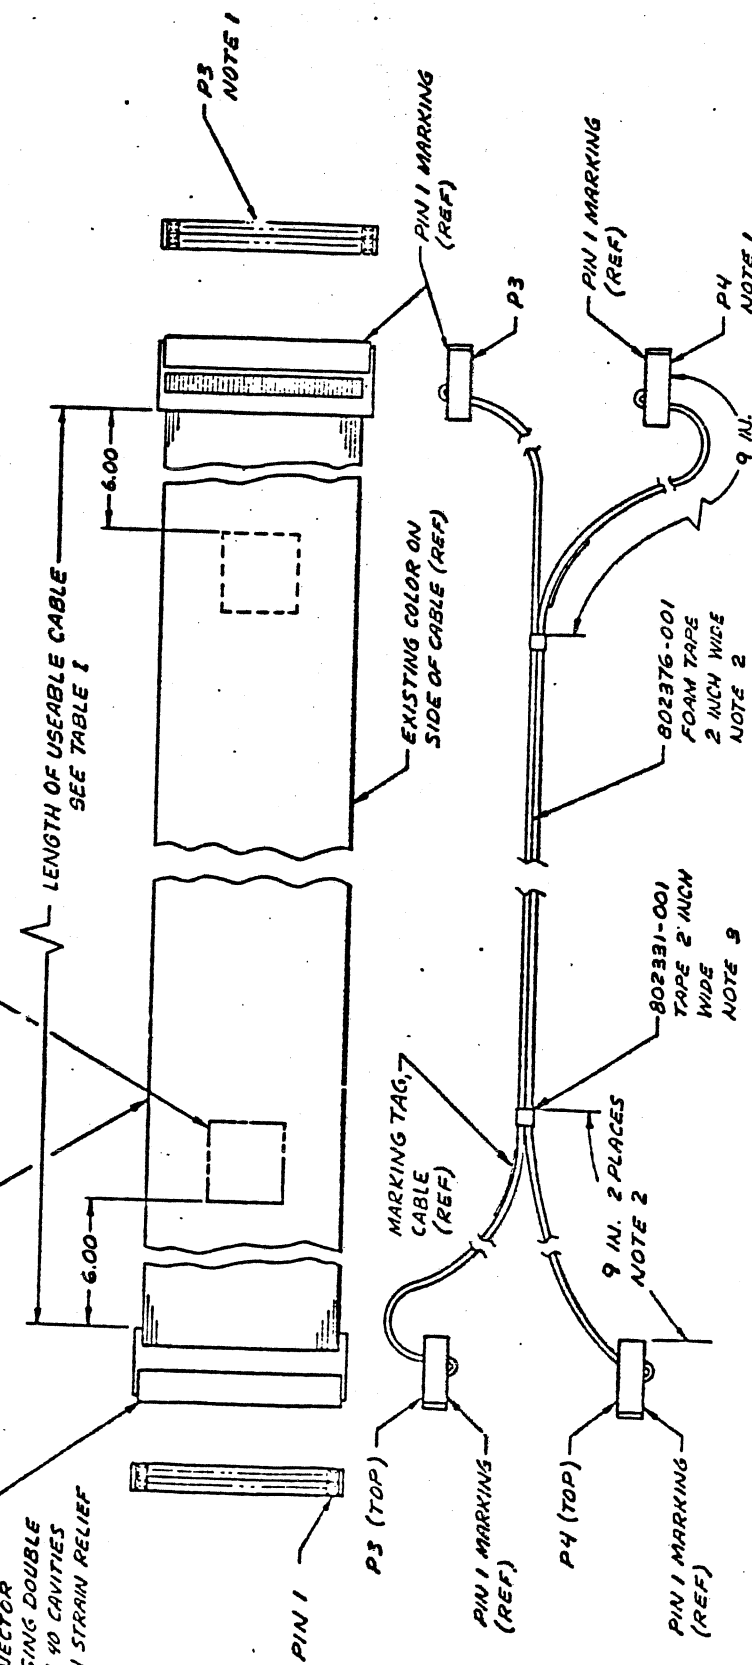 P3
NOTE 1
PIN 1 MARKING
(REF)
LENGTH OF USEABLE CABLE
SEE TABLE 1
6.00
6.00
EXISTING COLOR ON
SIDE OF CABLE (REF)
NECTOR
SING DOUBLE
40 CAVITIES
STRAIN RELIEF
PIN 1
P3
PIN 1 MARKING
(REF)
P4
NOTE 1
9 IN.
802376-001
FOAM TAPE
2 INCH WIDE
NOTE 2
802331-001
TAPE 2 INCH
WIDE
NOTE 3
MARKING TAG,
CABLE
(REF)
9 IN. 2 PLACES
NOTE 2
P3 (TOP)
PIN 1 MARKING
(REF)
P4 (TOP)
PIN 1 MARKING
(REF)